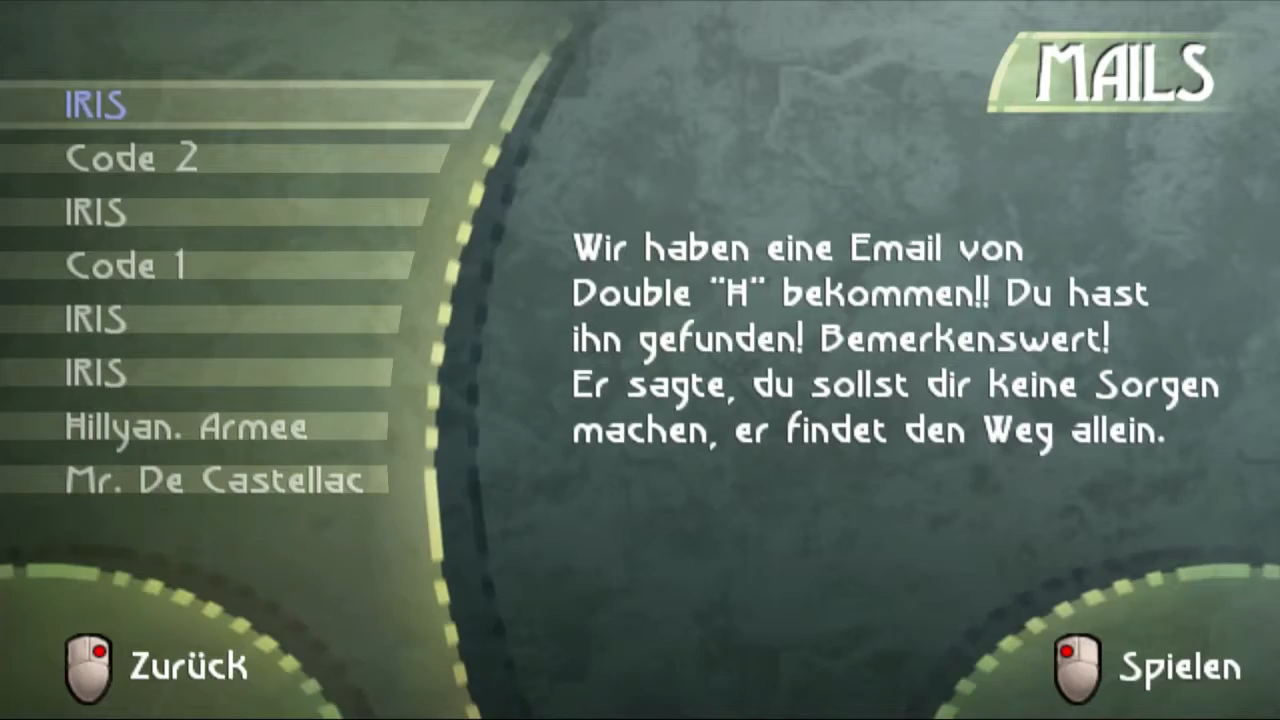 MAILS
IRIS
Code 2
IRIS
Code 1
IRIS
IRIS
Hillyan. Armee
Mr. De Castellac
Wir haben eine Email von
Double "H" bekommen!! Du hast
ihn gefunden! Bemerkenswert!
Er sagte, du sollst dir keine Sorgen
machen, er findet den Weg allein.
Zurück
Spielen